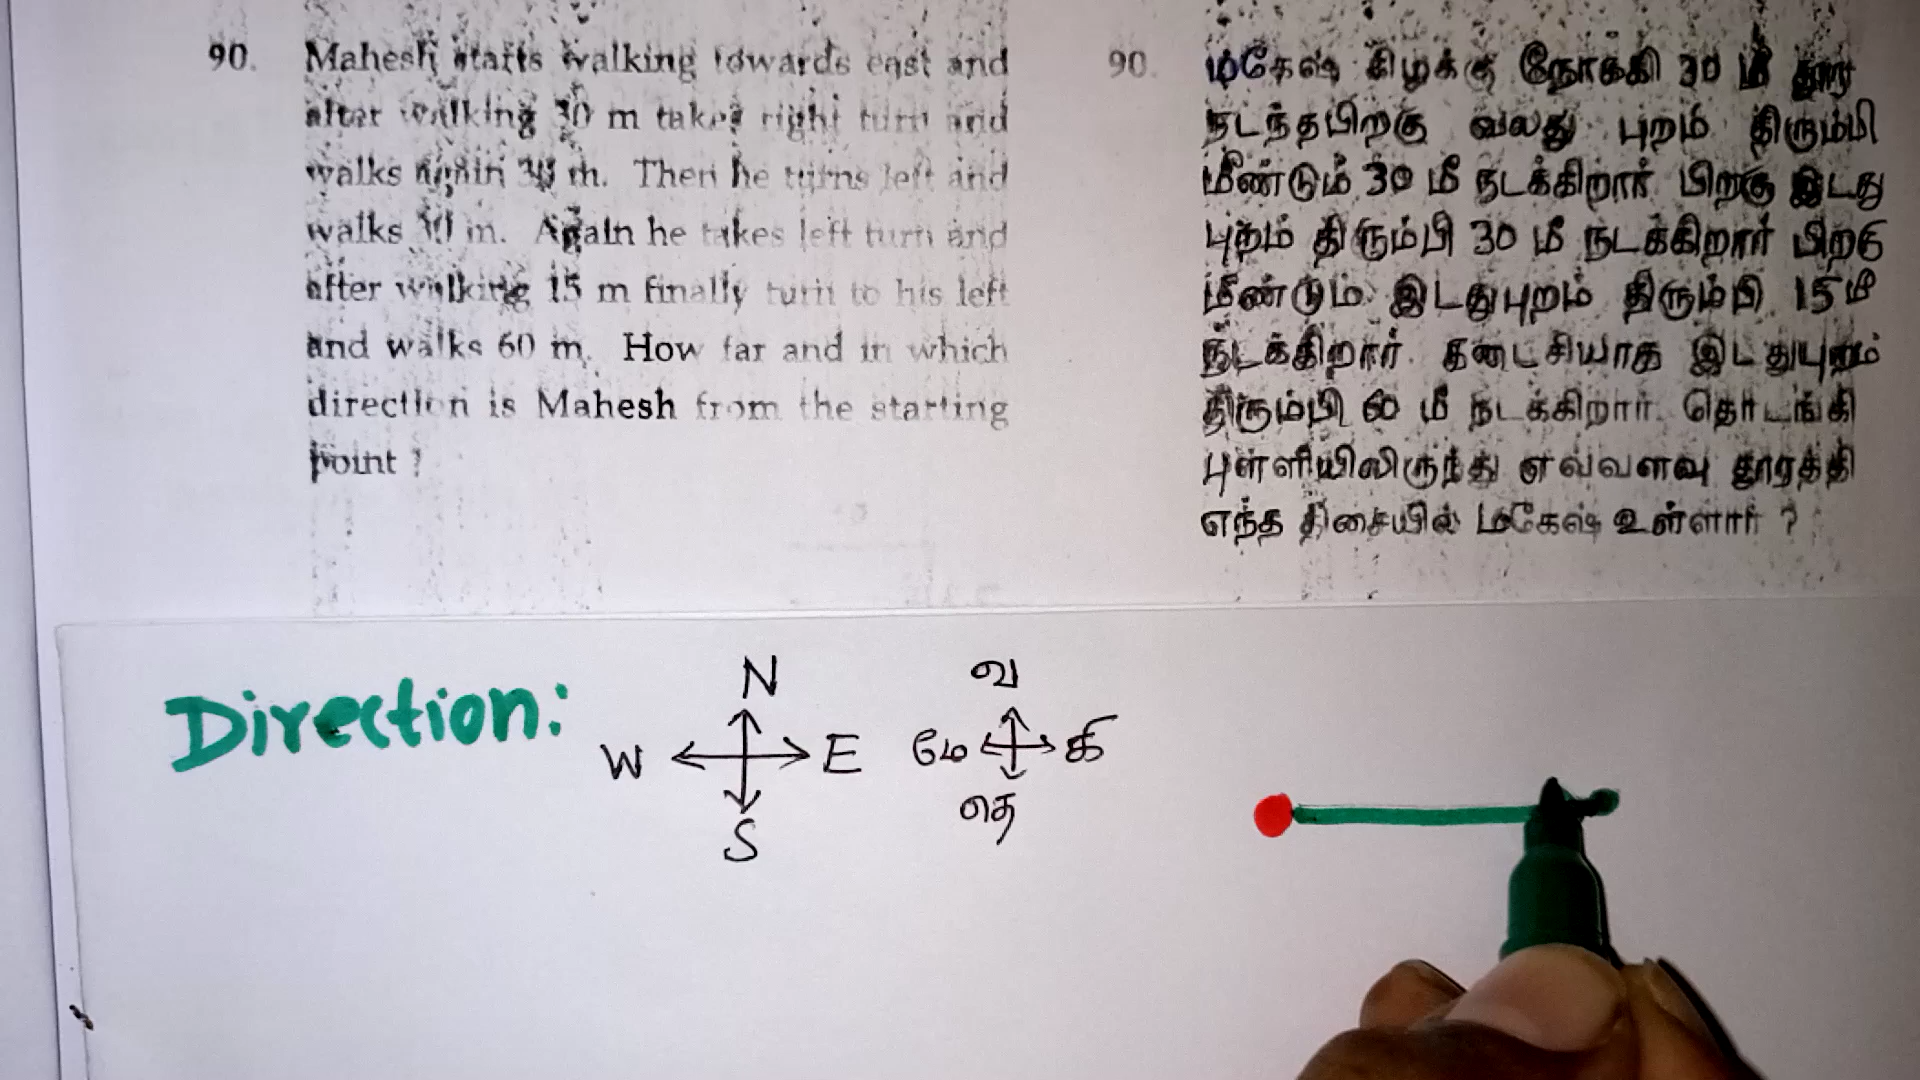 90. Mahesh starts walking towards east and
after walking 30 m takes right turn and
walks again 30 m. Then he turns left and
walks 30 m. Again he takes left turn and
after walking 15 m finally turn to his left
and walks 60 m. How far and in which
direction is Mahesh from the starting
point ?
90. மகேஷ் கிழக்கு நோக்கி 30 மீ தூர
நடந்தபிறகு வலது புறம் திரும்பி
மீண்டும் 30 மீ நடக்கிறார் பிறகு இடது
புறம் திரும்பி 30 மீ நடக்கிறார் பிறகு
மீண்டும் இடதுபுறம் திரும்பி 15 மீ
நடக்கிறார். கடைசியாக இடதுபுறம்
திரும்பி 60 மீ நடக்கிறார். தொடங்கி
புள்ளியிலிருந்து எவ்வளவு தூரத்தி
எந்த திசையில் மகேஷ் உள்ளார் ?
Direction:
N
W E
S
வ
மே கி
தெ